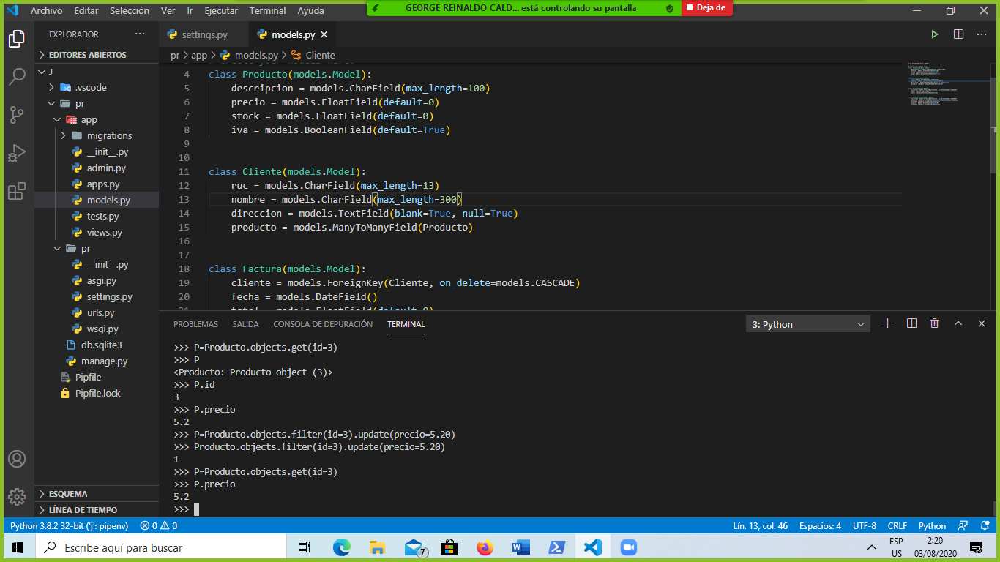 Archivo Editar Selección Ver Ir Ejecutar Terminal Ayuda
GEORGE REINALDO CALD... está controlando su pantalla
Deja de
EXPLORADOR
settings.py
models.py
EDITORES ABIERTOS
pr > app > models.py > Cliente
J
.vscode
pr
app
migrations
__init__.py
admin.py
apps.py
models.py
tests.py
views.py
pr
__init__.py
asgi.py
settings.py
urls.py
wsgi.py
db.sqlite3
manage.py
Pipfile
Pipfile.lock
ESQUEMA
LÍNEA DE TIEMPO
4 class Producto(models.Model):
5 descripcion = models.CharField(max_length=100)
6 precio = models.FloatField(default=0)
7 stock = models.FloatField(default=0)
8 iva = models.BooleanField(default=True)
9
10
11 class Cliente(models.Model):
12 ruc = models.CharField(max_length=13)
13 nombre = models.CharField(max_length=300)
14 direccion = models.TextField(blank=True, null=True)
15 producto = models.ManyToManyField(Producto)
16
17
18 class Factura(models.Model):
19 cliente = models.ForeignKey(Cliente, on_delete=models.CASCADE)
20 fecha = models.DateField()
21 total = models.FloatField(default=0)
PROBLEMAS SALIDA CONSOLA DE DEPURACIÓN TERMINAL
3: Python
>>> P=Producto.objects.get(id=3)
>>> P
<Producto: Producto object (3)>
>>> P.id
3
>>> P.precio
5.2
>>> P=Producto.objects.filter(id=3).update(precio=5.20)
>>> Producto.objects.filter(id=3).update(precio=5.20)
1
>>> P=Producto.objects.get(id=3)
>>> P.precio
5.2
>>>
Python 3.8.2 32-bit ('j': pipenv) 0 0
Lín. 13, col. 46 Espacios: 4 UTF-8 CRLF Python
Escribe aquí para buscar
7
ESP
US
2:20
03/08/2020